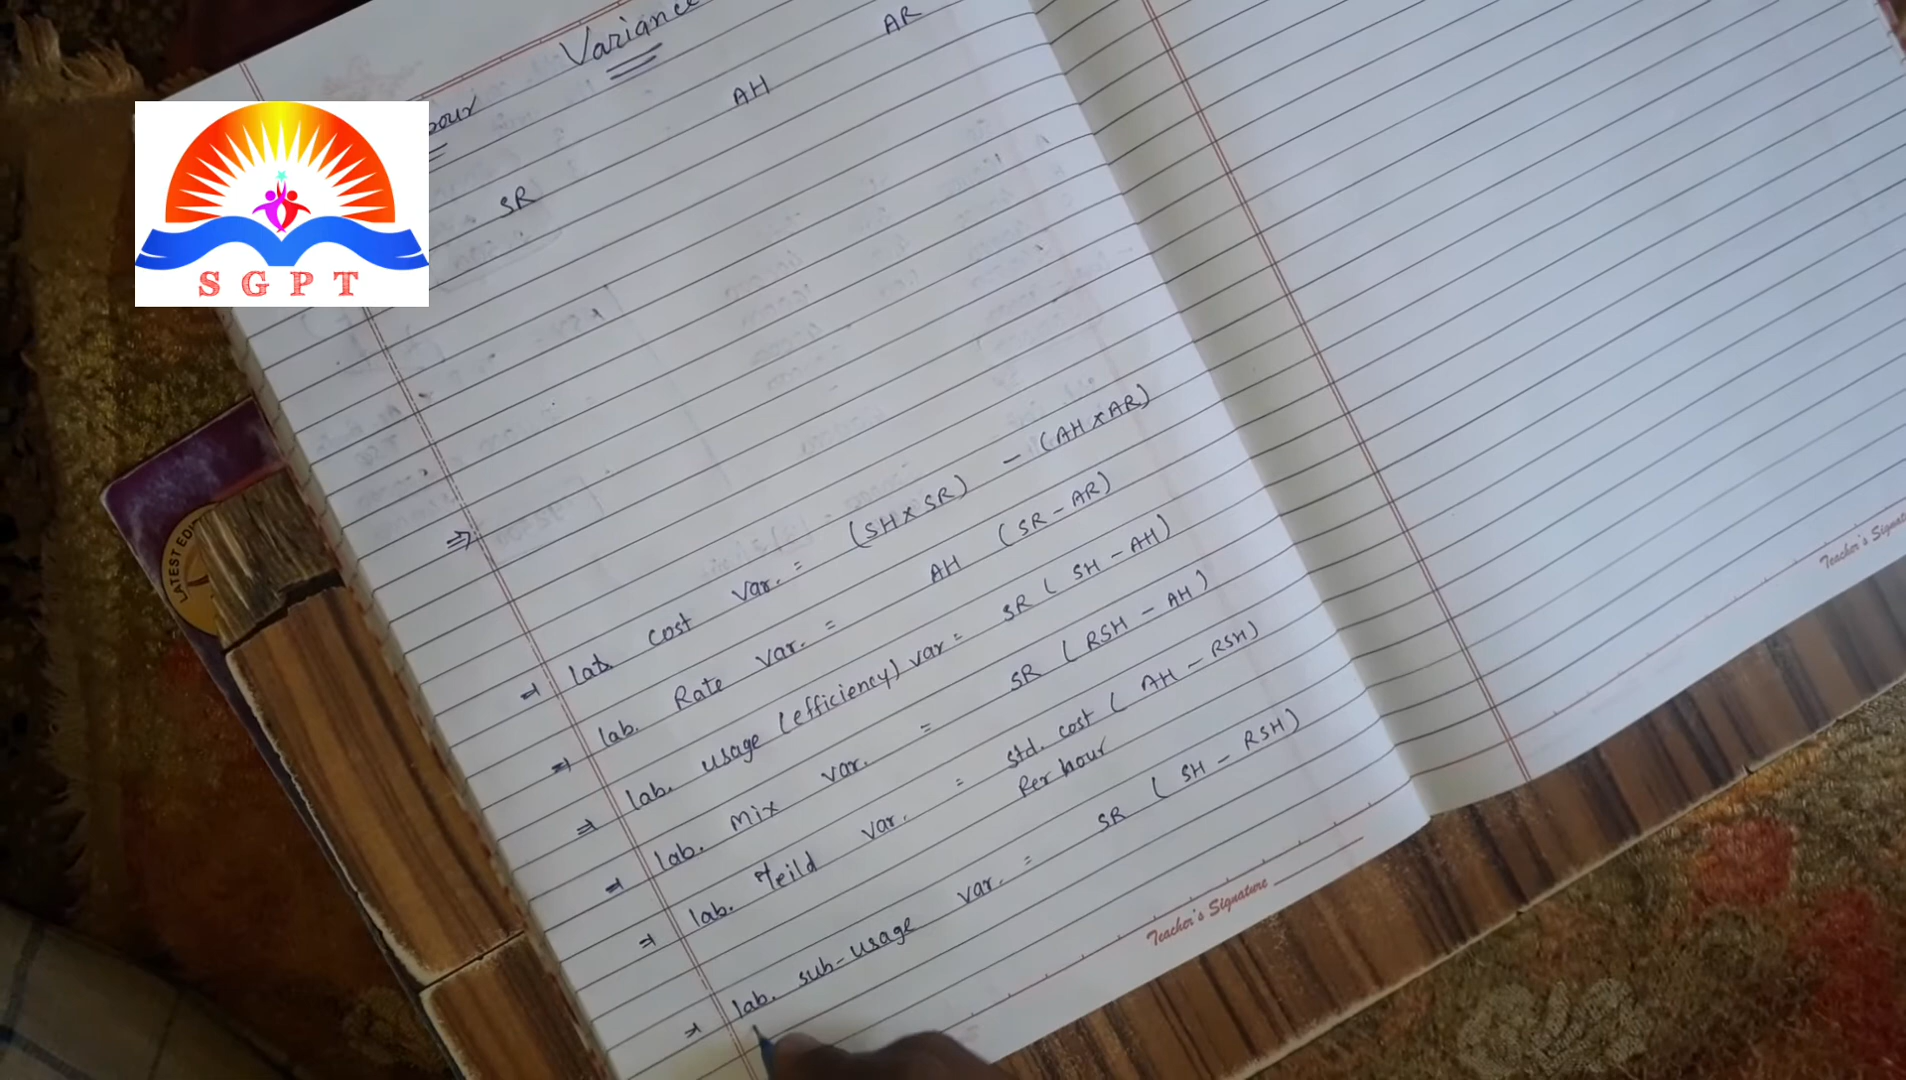 Variance
our
SR
AH
AR
SGPT
LATEST EDI
⇒
⇒ lab. cost var. = (SH×SR) - (AH×AR)
⇒ lab. Rate var. = AH (SR - AR)
⇒ lab. usage (efficiency) var = SR (SH - AH)
⇒ lab. mix var. = SR (RSH - AH)
⇒ lab. Yeild var. = std. cost (AH - RSH)
Per hour
⇒ lab. sub-usage var. = SR (SH - RSH)
Teacher's Signature
Teacher's Signatu